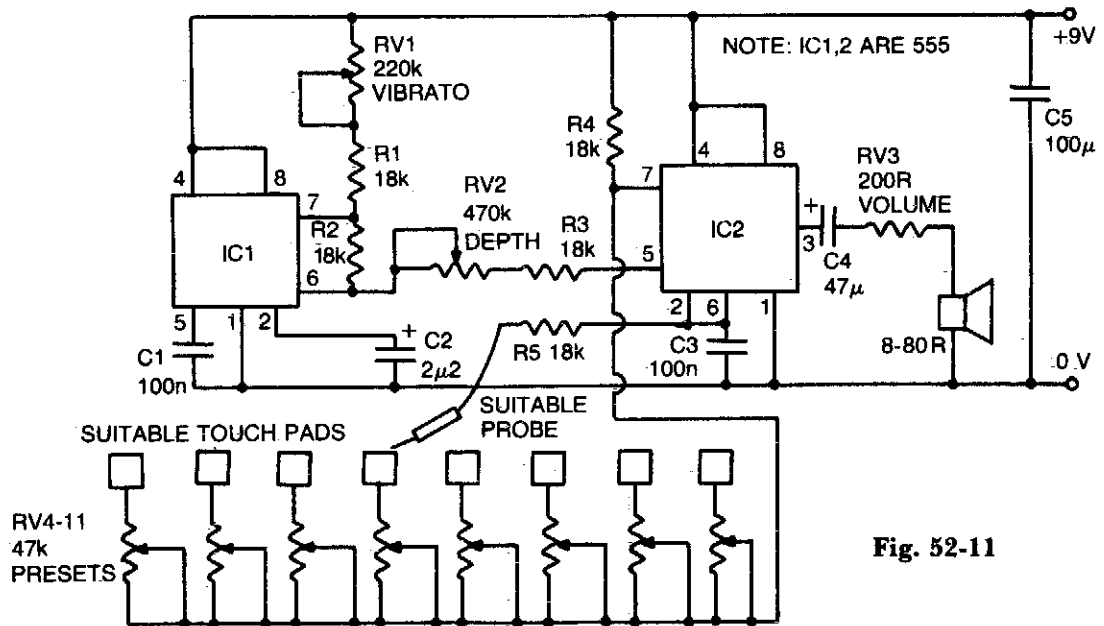 RV1
220k
VIBRATO
NOTE: IC1,2 ARE 555
+9V
R1
18k
R4
18k
C5
100µ
4
8
7
R2
18k
6
IC1
5
1
2
RV2
470k
DEPTH
R3
18k
4
8
7
5
IC2
3
2
6
1
RV3
200R
VOLUME
+
C4
47µ
8-80R
C1
100n
+
C2
2µ2
R5 18k
C3
100n
0 V
SUITABLE
PROBE
SUITABLE TOUCH PADS
RV4-11
47k
PRESETS
Fig. 52-11